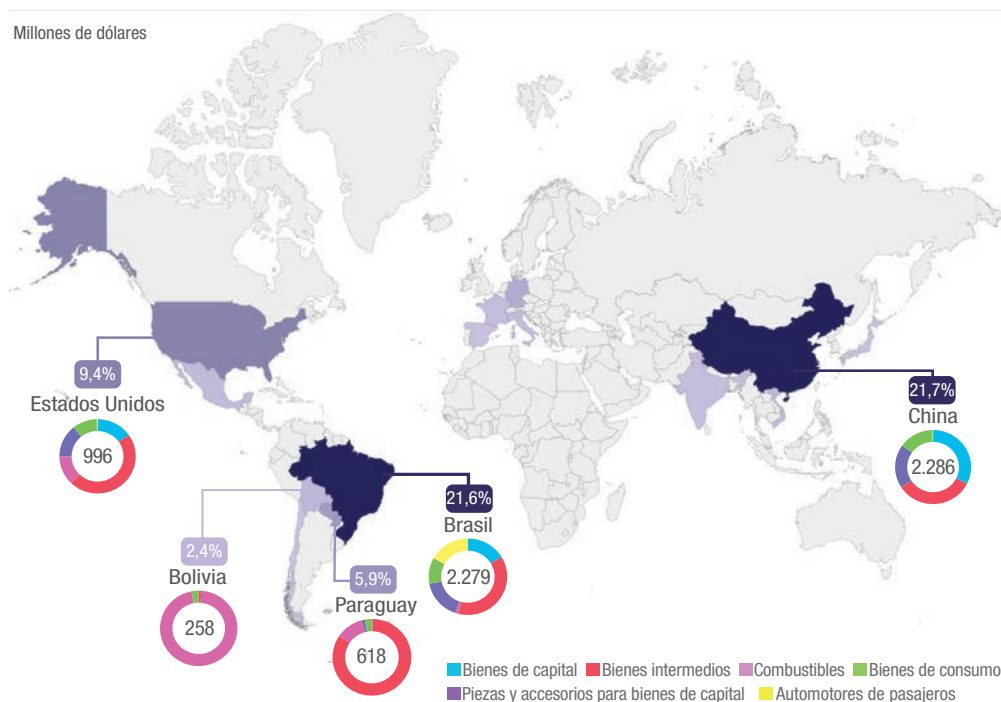 Millones de dólares
9,4%
Estados Unidos
996
21,7%
China
2.286
21,6%
Brasil
2.279
2,4%
Bolivia
258
5,9%
Paraguay
618
Bienes de capital Bienes intermedios Combustibles Bienes de consumo
Piezas y accesorios para bienes de capital Automotores de pasajeros